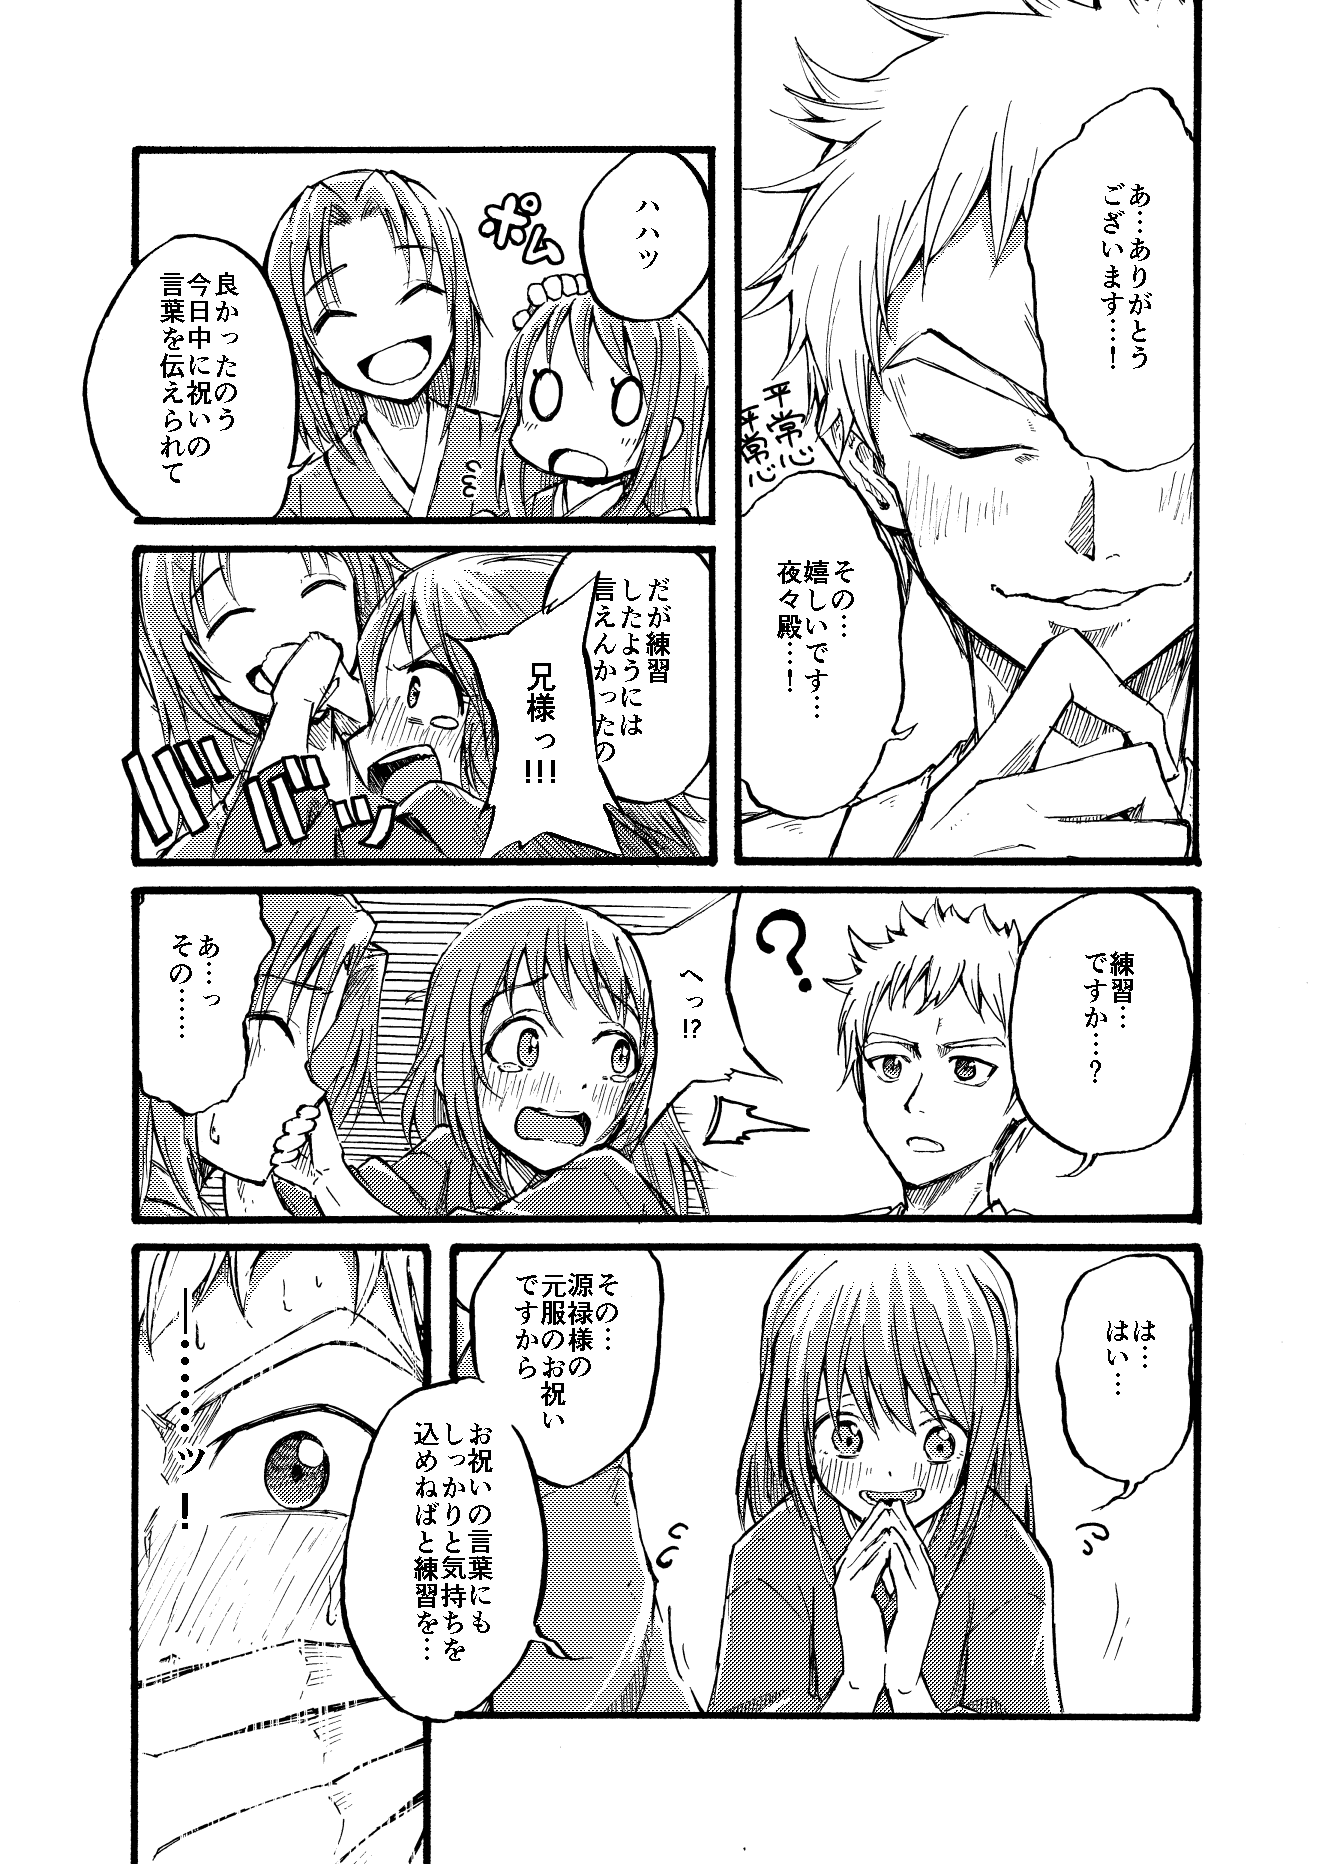 あ…ありがとう
ございます…！
平常心
平常心
その…
嬉しいです…
夜々殿…！
ハハッ
ポム
良かったのう
今日中に祝いの
言葉を伝えられて
だが練習
したようには
言えんかったの
兄様っ!!!
バババッ
練習…
ですか…？
？
へっ!?
あ…っ
その……
は…
はい…
その…
源禄様の
元服のお祝い
ですから
お祝いの言葉にも
しっかりと気持ちを
込めねばと練習を…
―……ッ！